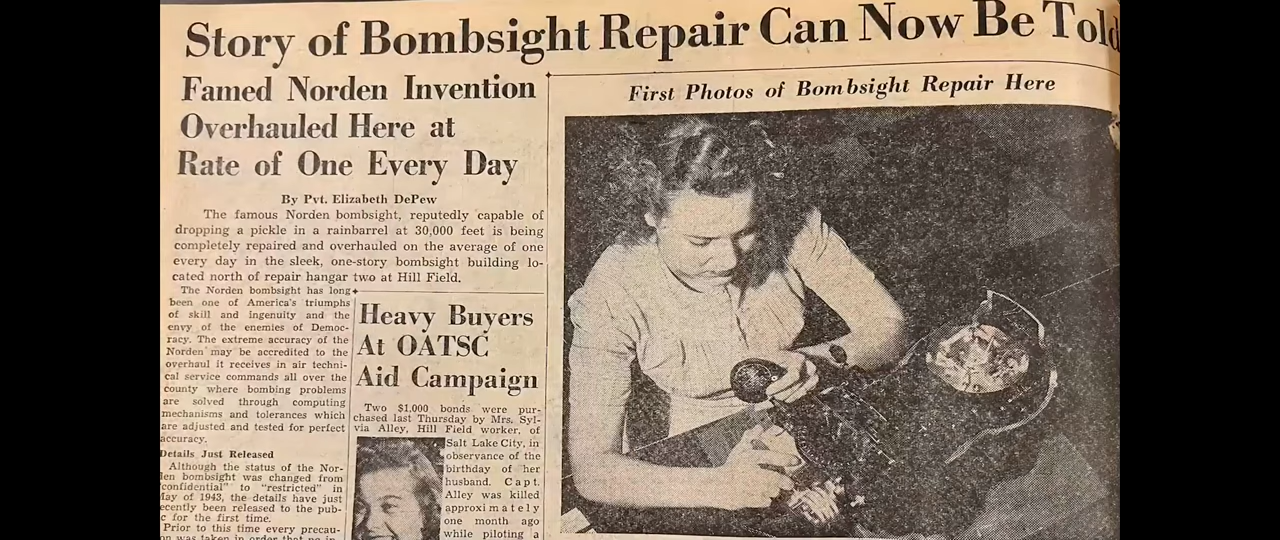 Story of Bombsight Repair Can Now Be Told
Famed Norden Invention
Overhauled Here at
Rate of One Every Day
By Pvt. Elizabeth DePew
The famous Norden bombsight, reputedly capable of
dropping a pickle in a rainbarrel at 30,000 feet is being
completely repaired and overhauled on the average of one
every day in the sleek, one-story bombsight building lo-
cated north of repair hangar two at Hill Field.
The Norden bombsight has long
been one of America's triumphs
of skill and ingenuity and the
envy of the enemies of Democ-
racy. The extreme accuracy of the
Norden may be accredited to the
overhaul it receives in air techni-
cal service commands all over the
county where bombing problems
are solved through computing
mechanisms and tolerances which
are adjusted and tested for perfect
accuracy.
Details Just Released
Although the status of the Nor-
len bombsight was changed from
"confidential" to "restricted" in
May of 1943, the details have just
ecently been released to the pub-
c for the first time.
Prior to this time every precau-
on was taken in order that no in-
Heavy Buyers
At OATSC
Aid Campaign
Two $1,000 bonds were pur-
chased last Thursday by Mrs. Syl-
via Alley, Hill Field worker, of
Salt Lake City, in
observance of the
birthday of her
husband. Capt.
Alley was killed
approximately
one month ago
while piloting a
First Photos of Bombsight Repair Here